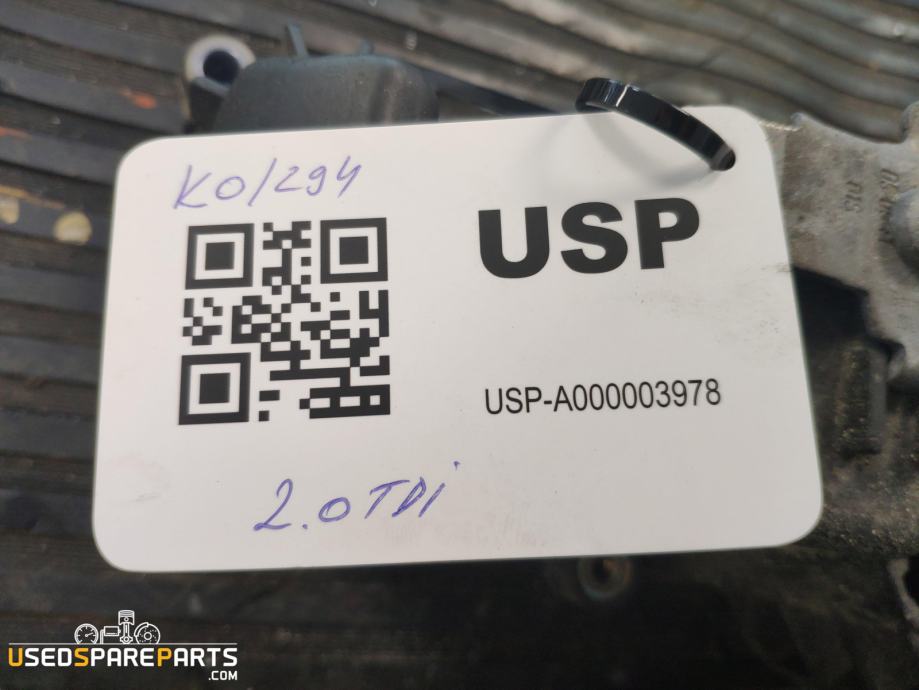 KO/294
USP
USP-A000003978
2.0TDi
USEDSPAREPARTS
.COM